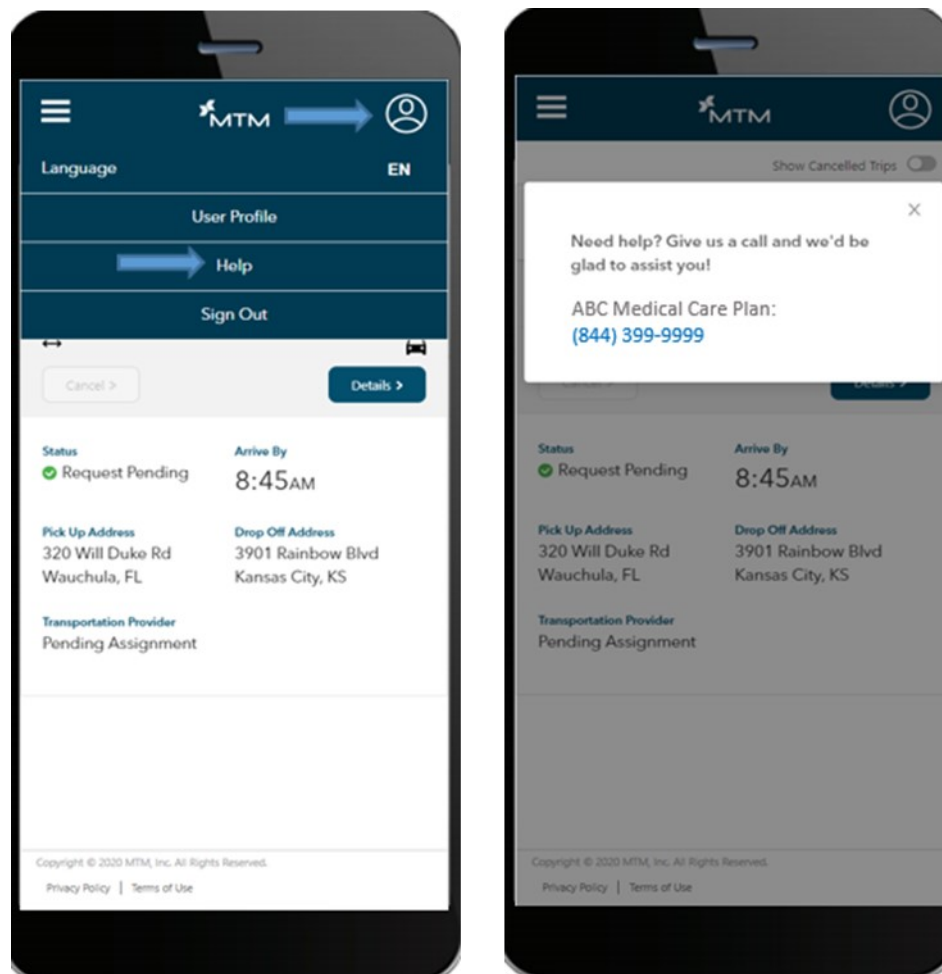 MTM
Language EN
User Profile
Help
Sign Out
Cancel >
Details >
Status Arrive By
Request Pending 8:45AM
Pick Up Address Drop Off Address
320 Will Duke Rd 3901 Rainbow Blvd
Wauchula, FL Kansas City, KS
Transportation Provider
Pending Assignment
Copyright © 2020 MTM, Inc. All Rights Reserved.
Privacy Policy | Terms of Use
MTM
Show Cancelled Trips
Need help? Give us a call and we'd be
glad to assist you!
ABC Medical Care Plan:
(844) 399-9999
Details >
Status Arrive By
Request Pending 8:45AM
Pick Up Address Drop Off Address
320 Will Duke Rd 3901 Rainbow Blvd
Wauchula, FL Kansas City, KS
Transportation Provider
Pending Assignment
Copyright © 2020 MTM, Inc. All Rights Reserved.
Privacy Policy | Terms of Use